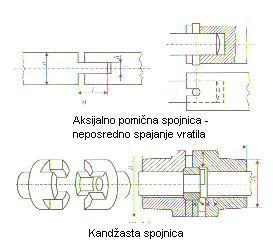 Aksijalno pomična spojnica -
neposredno spajanje vratila
Kandžasta spojnica